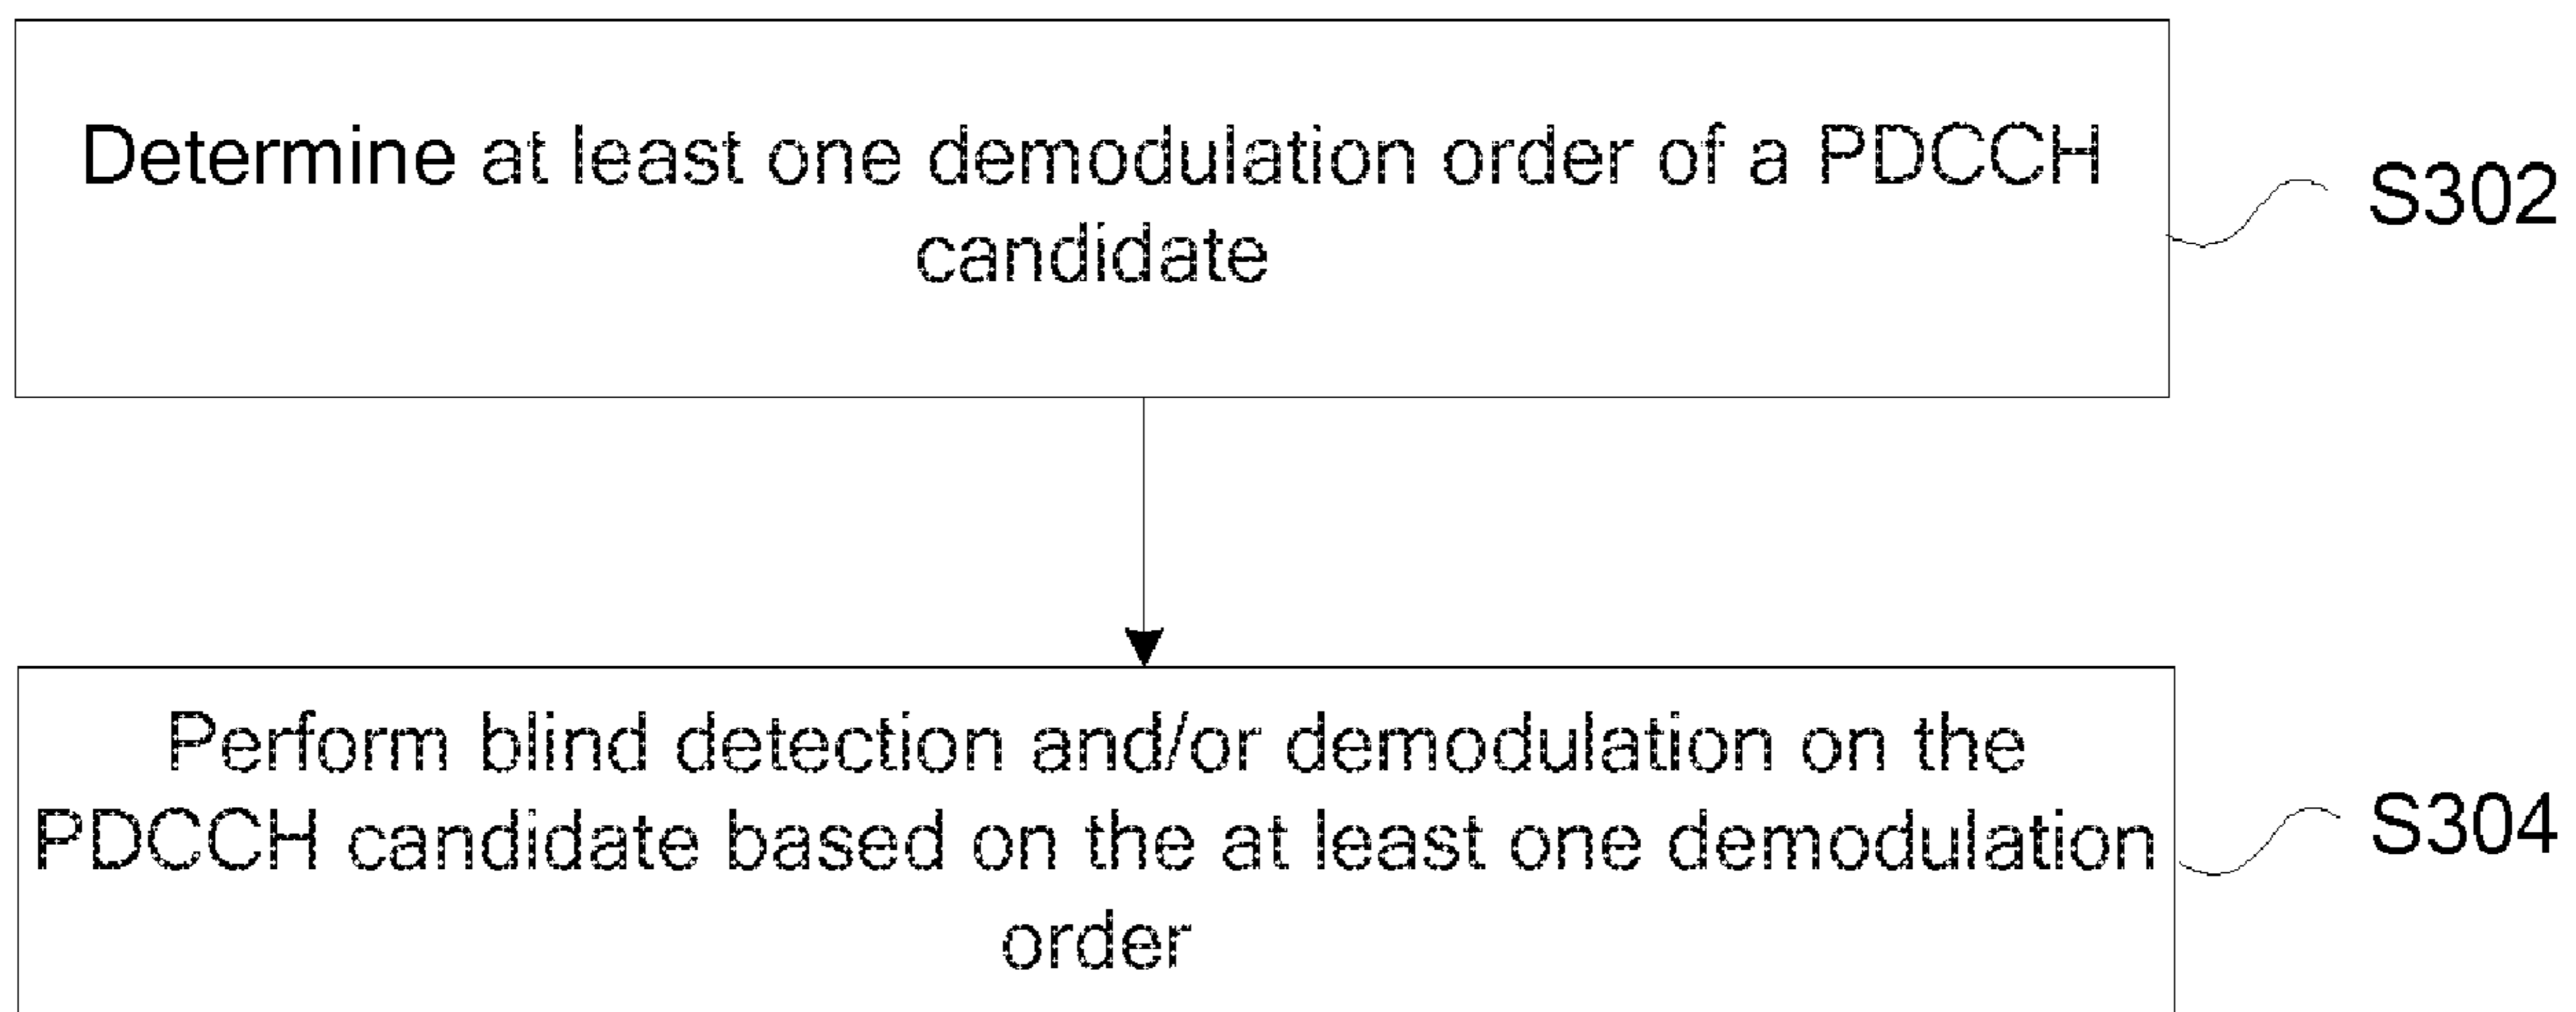 Determine at least one demodulation order of a PDCCH
candidate
S302
Perform blind detection and/or demodulation on the
PDCCH candidate based on the at least one demodulation
order
S304